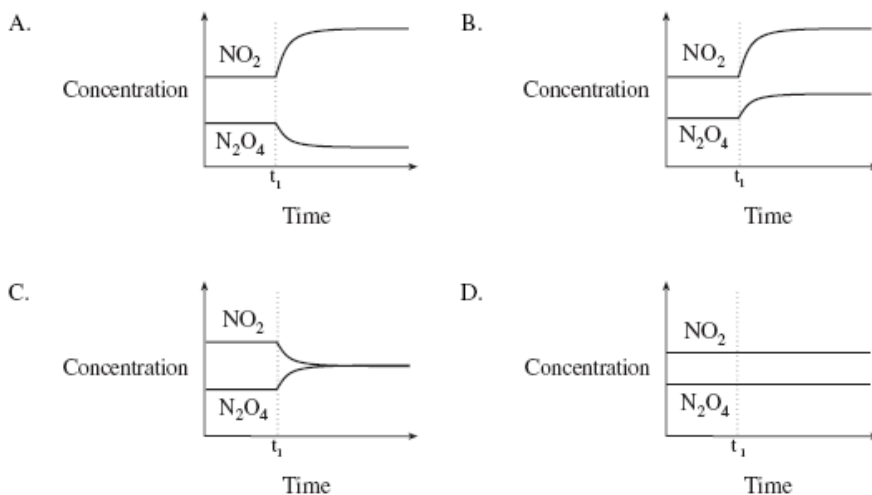 A.
NO₂
Concentration
N₂O₄
t₁
Time
B.
NO₂
Concentration
N₂O₄
t₁
Time
C.
NO₂
Concentration
N₂O₄
t₁
Time
D.
NO₂
Concentration
N₂O₄
t₁
Time